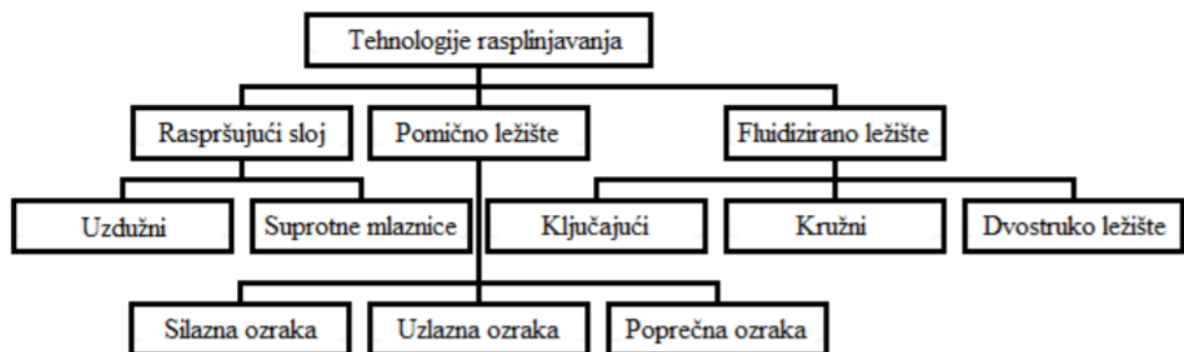 Tehnologije rasplinjavanja
Raspršujući sloj
Pomično ležište
Fluidizirano ležište
Uzdužni
Suprotne mlaznice
Ključajući
Kružni
Dvostruko ležište
Silazna ozraka
Uzlazna ozraka
Poprečna ozraka